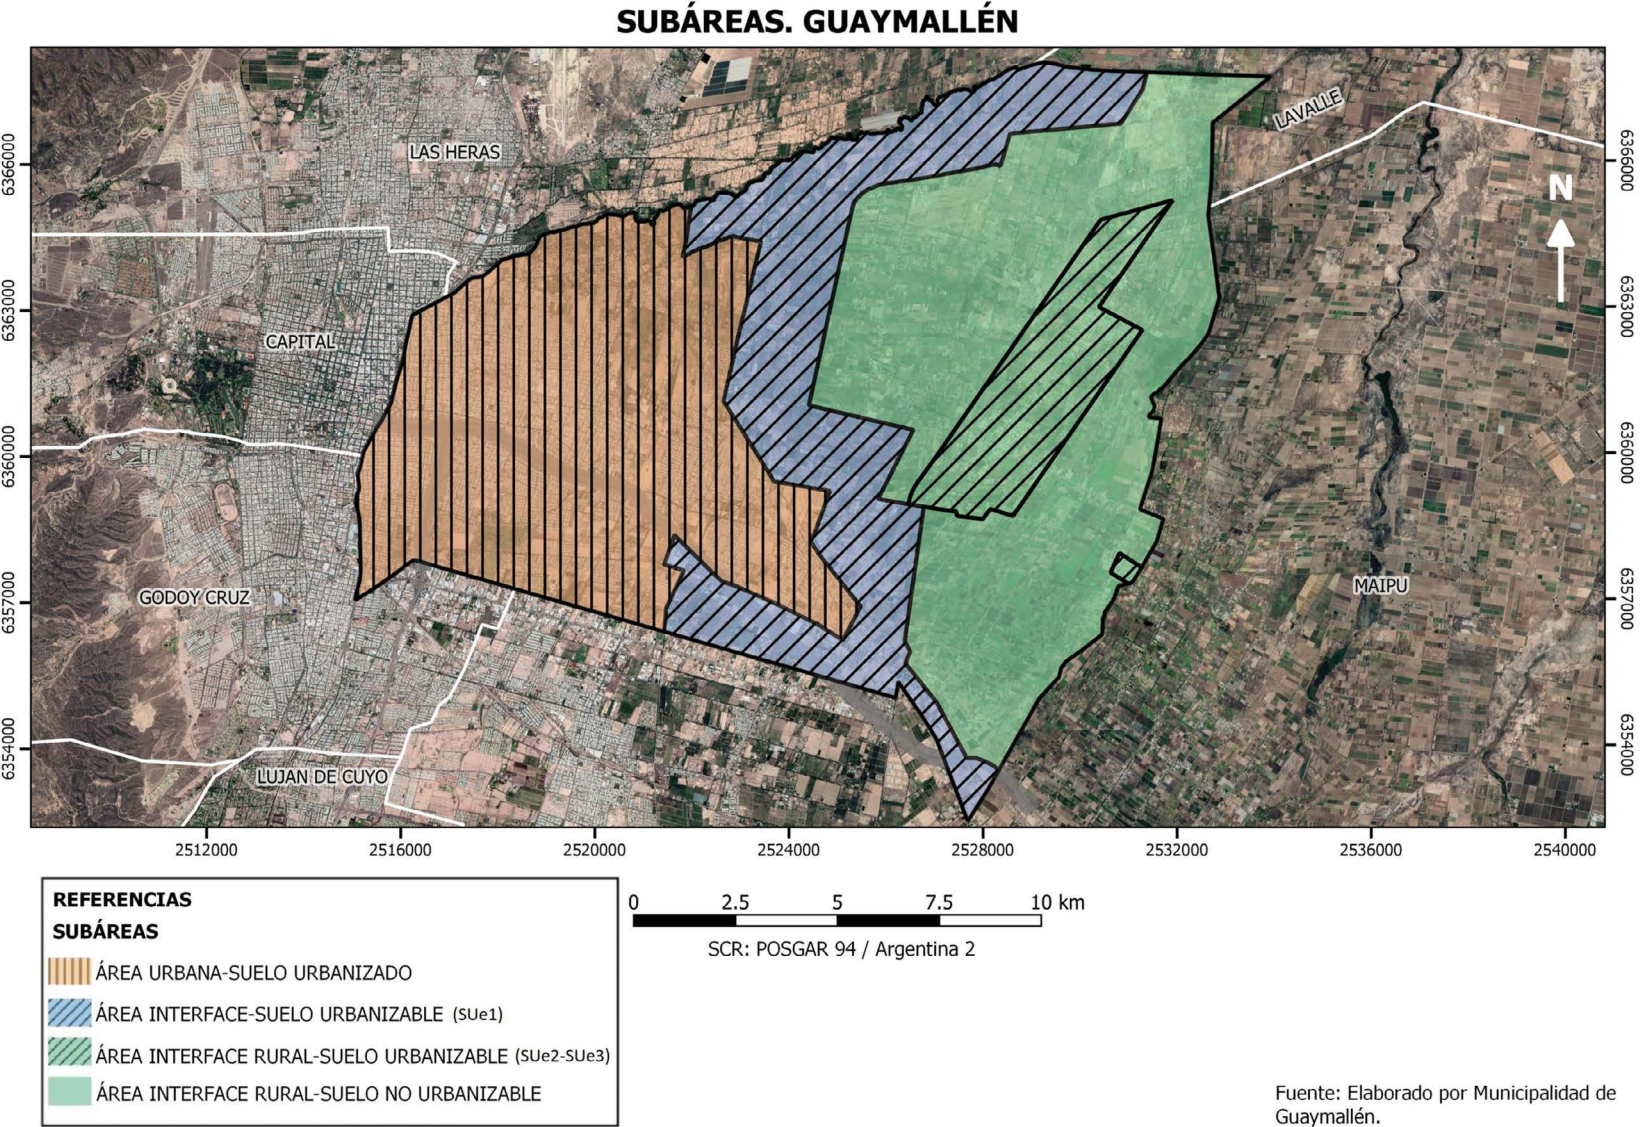 SUBÁREAS. GUAYMALLÉN
LAS HERAS
LAVALLE
CAPITAL
N
GODOY CRUZ
MAIPU
LUJAN DE CUYO
6366000
6363000
6360000
6357000
6354000
6366000
6363000
6360000
6357000
6354000
2512000
2516000
2520000
2524000
2528000
2532000
2536000
2540000
REFERENCIAS
SUBÁREAS
ÁREA URBANA-SUELO URBANIZADO
ÁREA INTERFACE-SUELO URBANIZABLE (SUe1)
ÁREA INTERFACE RURAL-SUELO URBANIZABLE (SUe2-SUe3)
ÁREA INTERFACE RURAL-SUELO NO URBANIZABLE
0 2.5 5 7.5 10 km
SCR: POSGAR 94 / Argentina 2
Fuente: Elaborado por Municipalidad de
Guaymallén.